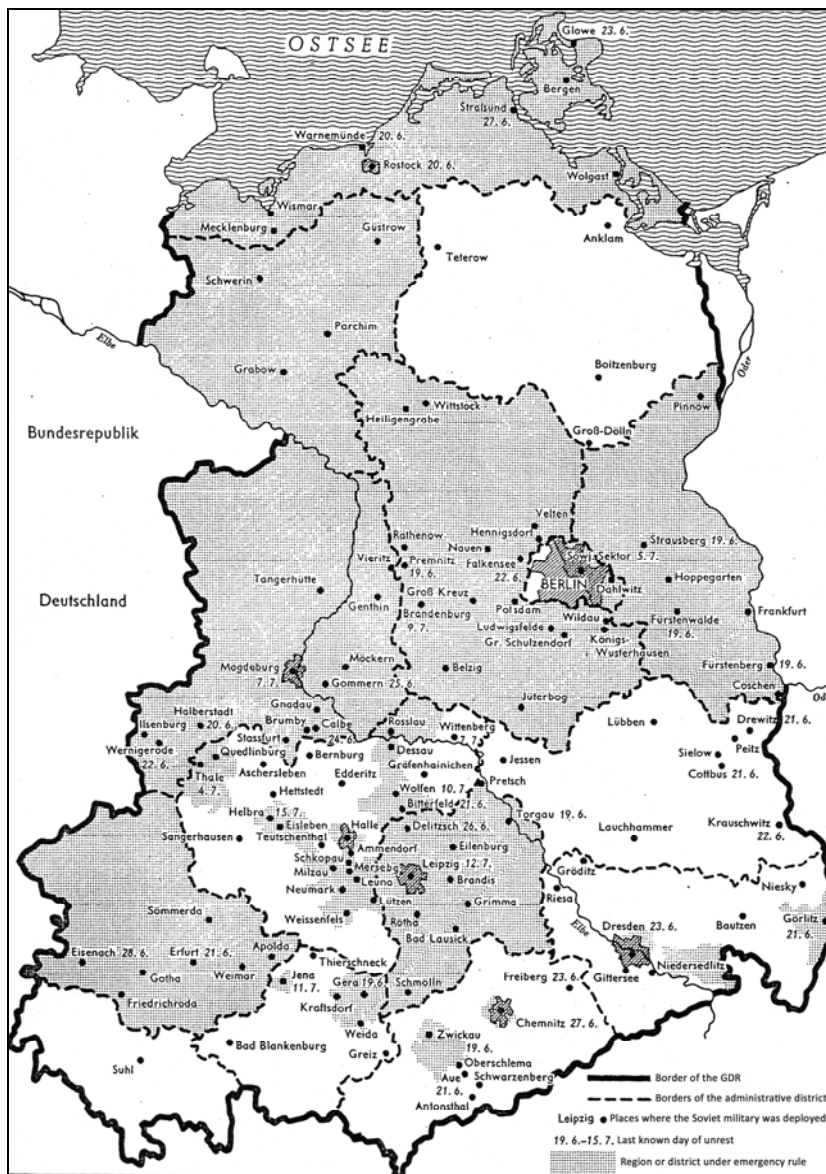 OSTSEE
Glowe 23. 6.
Bergen
Stralsund
27. 6.
Warnemünde 20. 6.
Rostock 20. 6.
Wolgast
Wismar
Mecklenburg
Güstrow
Anklam
Teterow
Schwerin
Parchim
Elbe
Oder
Grabow
Boitzenburg
Pinnow
Wittstock
Heiligengrabe
Groß-Dölln
Bundesrepublik
Deutschland
Velten
Hennigsdorf
Rathenow
Nauen
Strausberg 19. 6.
Vieritz
Premnitz
19. 6.
Falkensee
22. 6.
Sowj. Sektor 5. 7.
BERLIN
Hoppegarten
Dahlwitz
Tangerhütte
Genthin
Groß Kreuz
Brandenburg
9. 7.
Potsdam
Wildau
Ludwigsfelde
Gr. Schulzendorf
Königs-
Wusterhausen
Fürstenwalde
19. 6.
Frankfurt
Magdeburg
7. 7.
Möckern
Gommern 25. 6.
Belzig
Fürstenberg 19. 6.
Coschen
Jüterbog
Halberstadt
20. 6.
Ilsenburg
Gnadau
Brumby
Calbe
24. 6.
Rosslau
Wittenberg
7. 7.
Lübben
Drewitz 21. 6.
Peitz
Wernigerode
22. 6.
Stassfurt
Quedlinburg
Bernburg
Dessau
Jessen
Sielow
Cottbus 21. 6.
Thale
4. 7.
Aschersleben
Edderitz
Gräfenhainichen
Pretsch
Hettstedt
Wolfen 10. 7.
Bitterfeld 21. 6.
Torgau 19. 6.
Helbra 15. 7.
Eisleben
Teutschenthal
Halle
Delitzsch 26. 6.
Lauchhammer
Krauschwitz
22. 6.
Sangerhausen
Ammendorf
Eilenburg
Schkopau
Milzau
Mersebg
Leuna
Leipzig 12. 7.
Brandis
Gröditz
Riesa
Niesky
Neumark
Lützen
Grimma
Weissenfels
Rötha
Bad Lausick
Elbe
Dresden 23. 6.
Bautzen
Görlitz
21. 6.
Sömmerda
Eisenach 28. 6.
Erfurt 21. 6.
Apolda
Thierschneck
Gotha
Weimar
Jena
11. 7.
Gera 19. 6.
Schmölln
Freiberg 23. 6.
Gittersee
Niedersedlitz
Friedrichroda
Kraftsdorf
Weida
Chemnitz 27. 6.
Zwickau
19. 6.
Bad Blankenburg
Greiz
Suhl
Oberschlema
Aue
21. 6.
Schwarzenberg
Antonsthal
Border of the GDR
Borders of the administrative district
Leipzig Places where the Soviet military was deployed
19. 6.–15. 7. Last known day of unrest
Region or district under emergency rule